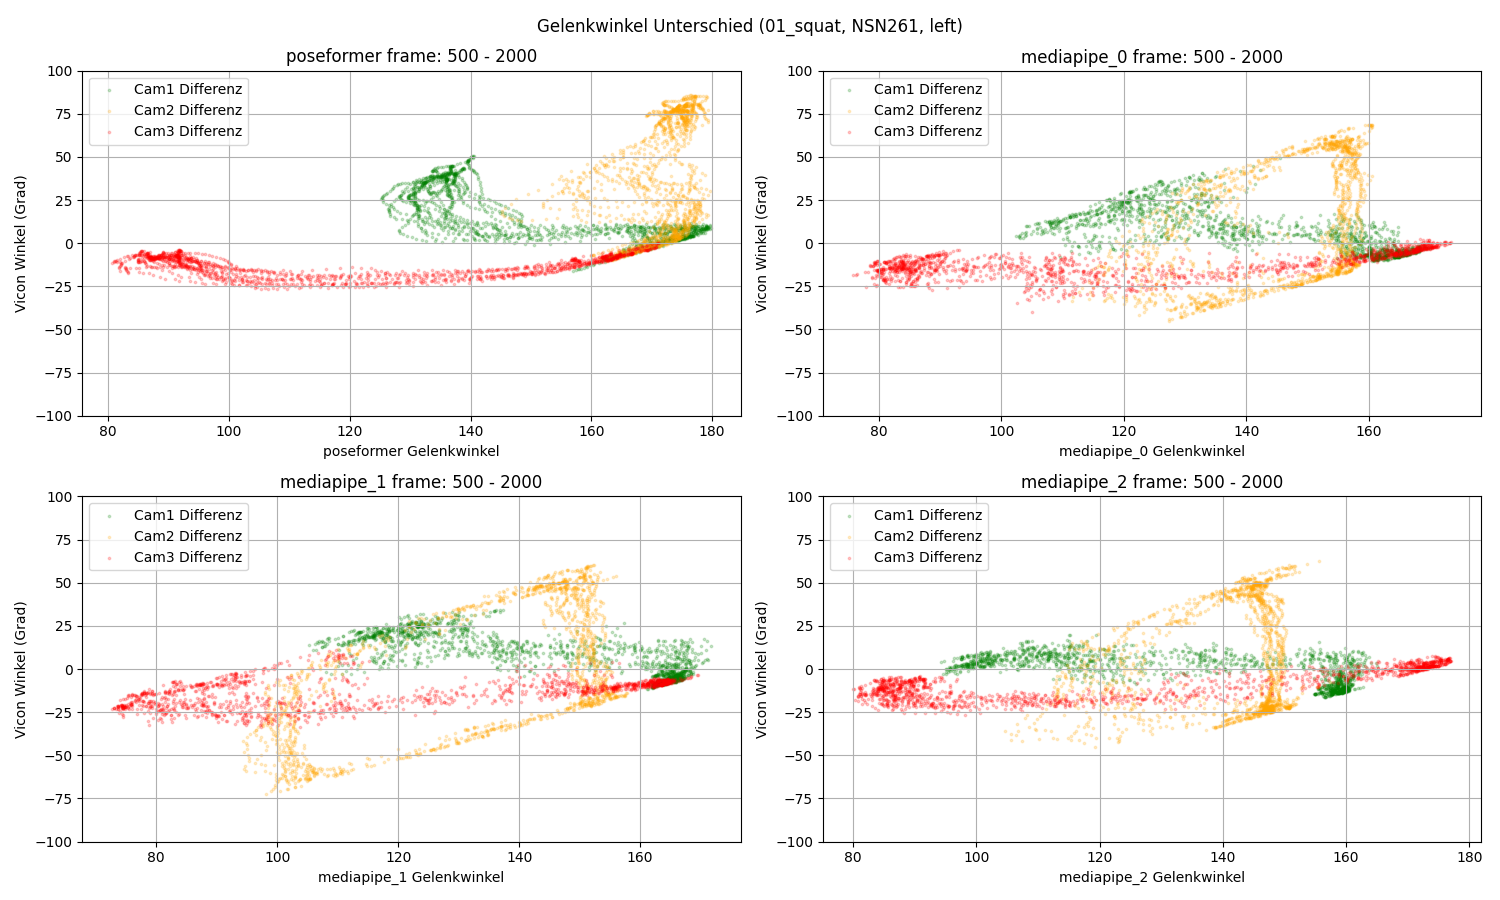 Gelenkwinkel Unterschied (01_squat, NSN261, left)
poseformer frame: 500 - 2000
100
75
50
25
0
−25
−50
−75
−100
Vicon Winkel (Grad)
Cam1 Differenz
Cam2 Differenz
Cam3 Differenz
80 100 120 140 160 180
poseformer Gelenkwinkel
mediapipe_0 frame: 500 - 2000
100
75
50
25
0
−25
−50
−75
−100
Vicon Winkel (Grad)
Cam1 Differenz
Cam2 Differenz
Cam3 Differenz
80 100 120 140 160
mediapipe_0 Gelenkwinkel
mediapipe_1 frame: 500 - 2000
100
75
50
25
0
−25
−50
−75
−100
Vicon Winkel (Grad)
Cam1 Differenz
Cam2 Differenz
Cam3 Differenz
80 100 120 140 160
mediapipe_1 Gelenkwinkel
mediapipe_2 frame: 500 - 2000
100
75
50
25
0
−25
−50
−75
−100
Vicon Winkel (Grad)
Cam1 Differenz
Cam2 Differenz
Cam3 Differenz
80 100 120 140 160 180
mediapipe_2 Gelenkwinkel